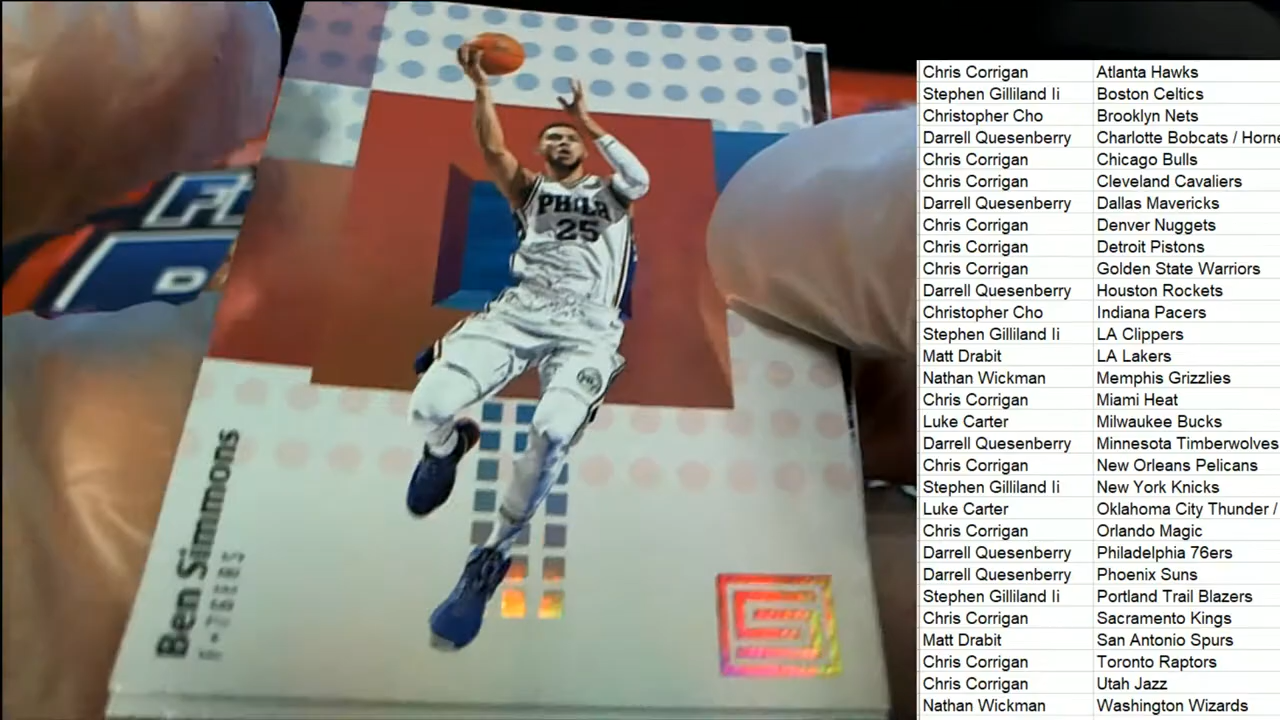 PHILA
25
Ben Simmons
Chris Corrigan Atlanta Hawks
Stephen Gilliland Ii Boston Celtics
Christopher Cho Brooklyn Nets
Darrell Quesenberry Charlotte Bobcats / Horne
Chris Corrigan Chicago Bulls
Chris Corrigan Cleveland Cavaliers
Darrell Quesenberry Dallas Mavericks
Chris Corrigan Denver Nuggets
Chris Corrigan Detroit Pistons
Chris Corrigan Golden State Warriors
Darrell Quesenberry Houston Rockets
Christopher Cho Indiana Pacers
Stephen Gilliland Ii LA Clippers
Matt Drabit LA Lakers
Nathan Wickman Memphis Grizzlies
Chris Corrigan Miami Heat
Luke Carter Milwaukee Bucks
Darrell Quesenberry Minnesota Timberwolves
Chris Corrigan New Orleans Pelicans
Stephen Gilliland Ii New York Knicks
Luke Carter Oklahoma City Thunder /
Chris Corrigan Orlando Magic
Darrell Quesenberry Philadelphia 76ers
Darrell Quesenberry Phoenix Suns
Stephen Gilliland Ii Portland Trail Blazers
Chris Corrigan Sacramento Kings
Matt Drabit San Antonio Spurs
Chris Corrigan Toronto Raptors
Chris Corrigan Utah Jazz
Nathan Wickman Washington Wizards